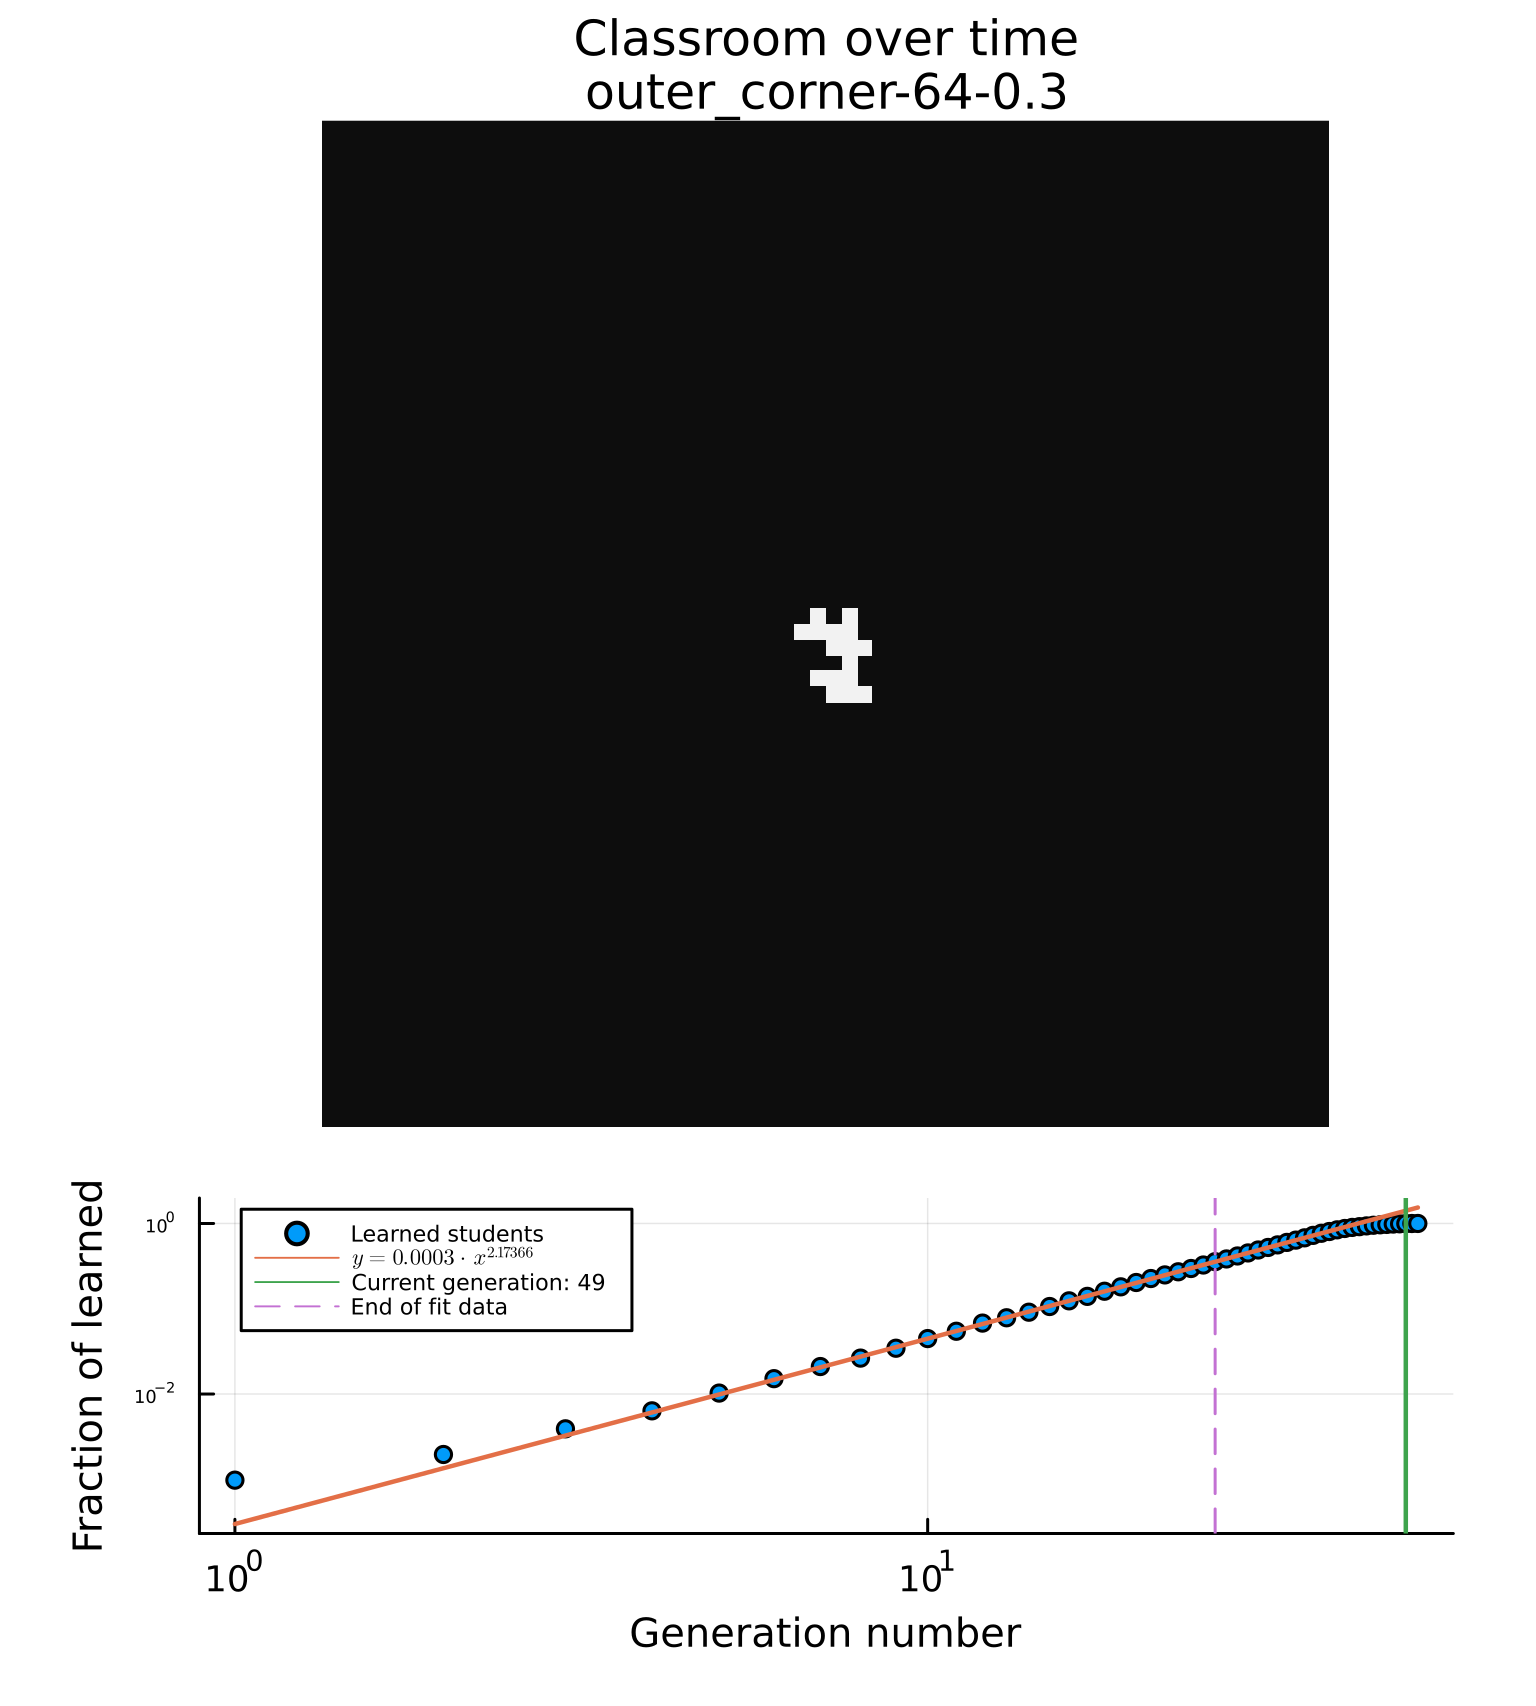 Classroom over time
outer_corner-64-0.3
Fraction of learned
10^0
10^-2
Learned students
y = 0.0003 · x^2.17366
Current generation: 49
End of fit data
10^0
10^1
Generation number